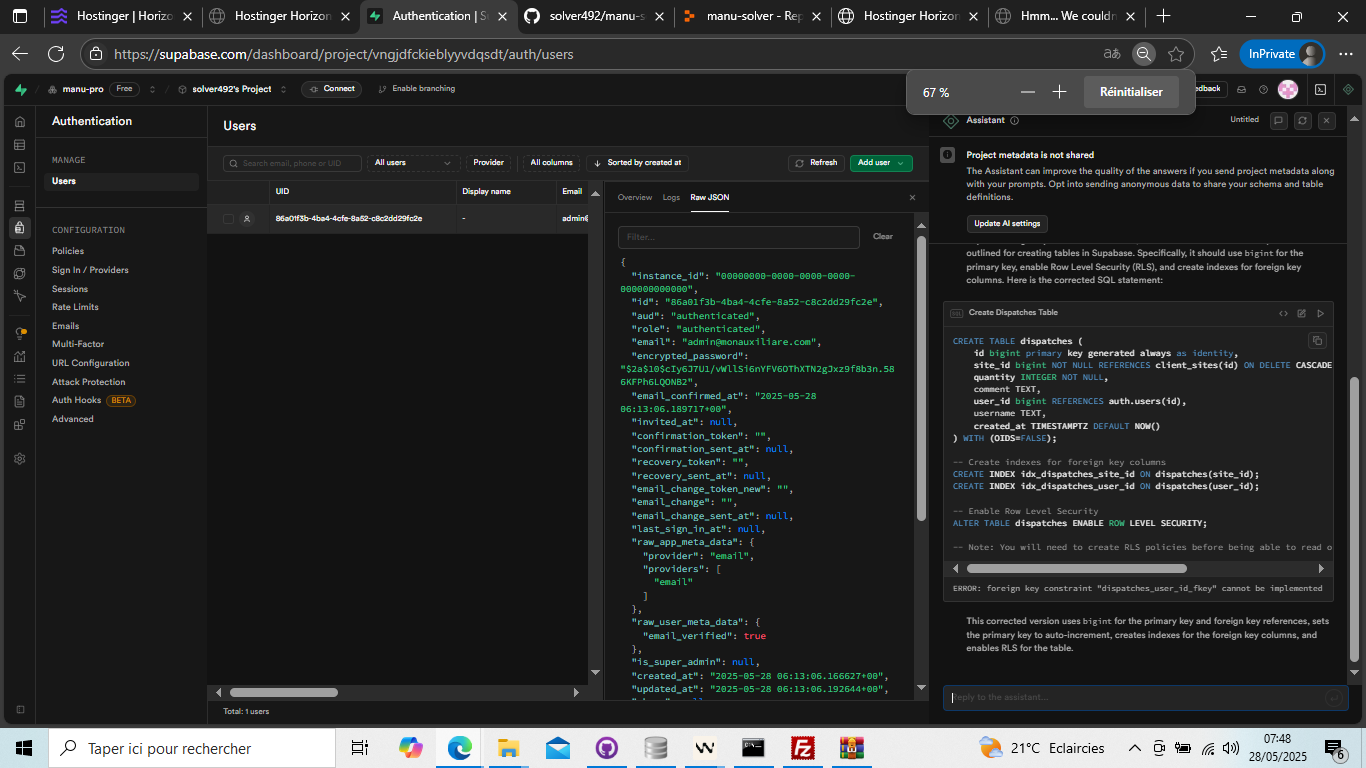 Hostinger | Horizo
Hostinger Horizon
Authentication | S
solver492/manu-s
manu-solver - Rep
Hostinger Horizon
Hmm... We couldn
https://supabase.com/dashboard/project/vngjdfckieblyyvdqsdt/auth/users
InPrivate
67 %
Réinitialiser
manu-pro
Free
solver492's Project
Connect
Enable branching
edback
Authentication
MANAGE
Users
CONFIGURATION
Policies
Sign In / Providers
Sessions
Rate Limits
Emails
Multi-Factor
URL Configuration
Attack Protection
Auth Hooks BETA
Advanced
Users
Search email, phone or UID
All users
Provider
All columns
Sorted by created at
Refresh
Add user
UID
Display name
Email
86a01f3b-4ba4-4cfe-8a52-c8c2dd29fc2e
-
admin@
Total: 1 users
Overview
Logs
Raw JSON
Filter...
Clear
{
"instance_id": "00000000-0000-0000-0000-
000000000000",
"id": "86a01f3b-4ba4-4cfe-8a52-c8c2dd29fc2e",
"aud": "authenticated",
"role": "authenticated",
"email": "admin@monauxiliare.com",
"encrypted_password":
"$2a$10$cIy6J7U1/vWllSi6nYFV6OThXTN2gJxz9f8b3n.58
6KFPh6LQONB2",
"email_confirmed_at": "2025-05-28
06:13:06.189717+00",
"invited_at": null,
"confirmation_token": "",
"confirmation_sent_at": null,
"recovery_token": "",
"recovery_sent_at": null,
"email_change_token_new": "",
"email_change": "",
"email_change_sent_at": null,
"last_sign_in_at": null,
"raw_app_meta_data": {
"provider": "email",
"providers": [
"email"
]
},
"raw_user_meta_data": {
"email_verified": true
},
"is_super_admin": null,
"created_at": "2025-05-28 06:13:06.166627+00",
"updated_at": "2025-05-28 06:13:06.192644+00",
Assistant
Untitled
Project metadata is not shared
The Assistant can improve the quality of the answers if you send project metadata along
with your prompts. Opt into sending anonymous data to share your schema and table
definitions.
Update AI settings
outlined for creating tables in Supabase. Specifically, it should use bigint for the
primary key, enable Row Level Security (RLS), and create indexes for foreign key
columns. Here is the corrected SQL statement:
SQL
Create Dispatches Table
CREATE TABLE dispatches (
id bigint primary key generated always as identity,
site_id bigint NOT NULL REFERENCES client_sites(id) ON DELETE CASCADE
quantity INTEGER NOT NULL,
comment TEXT,
user_id bigint REFERENCES auth.users(id),
username TEXT,
created_at TIMESTAMPTZ DEFAULT NOW()
) WITH (OIDS=FALSE);
-- Create indexes for foreign key columns
CREATE INDEX idx_dispatches_site_id ON dispatches(site_id);
CREATE INDEX idx_dispatches_user_id ON dispatches(user_id);
-- Enable Row Level Security
ALTER TABLE dispatches ENABLE ROW LEVEL SECURITY;
-- Note: You will need to create RLS policies before being able to read o
ERROR: foreign key constraint "dispatches_user_id_fkey" cannot be implemented
This corrected version uses bigint for the primary key and foreign key references, sets
the primary key to auto-increment, creates indexes for the foreign key columns, and
enables RLS for the table.
Reply to the assistant...
Taper ici pour rechercher
21°C Eclaircies
07:48
28/05/2025
6